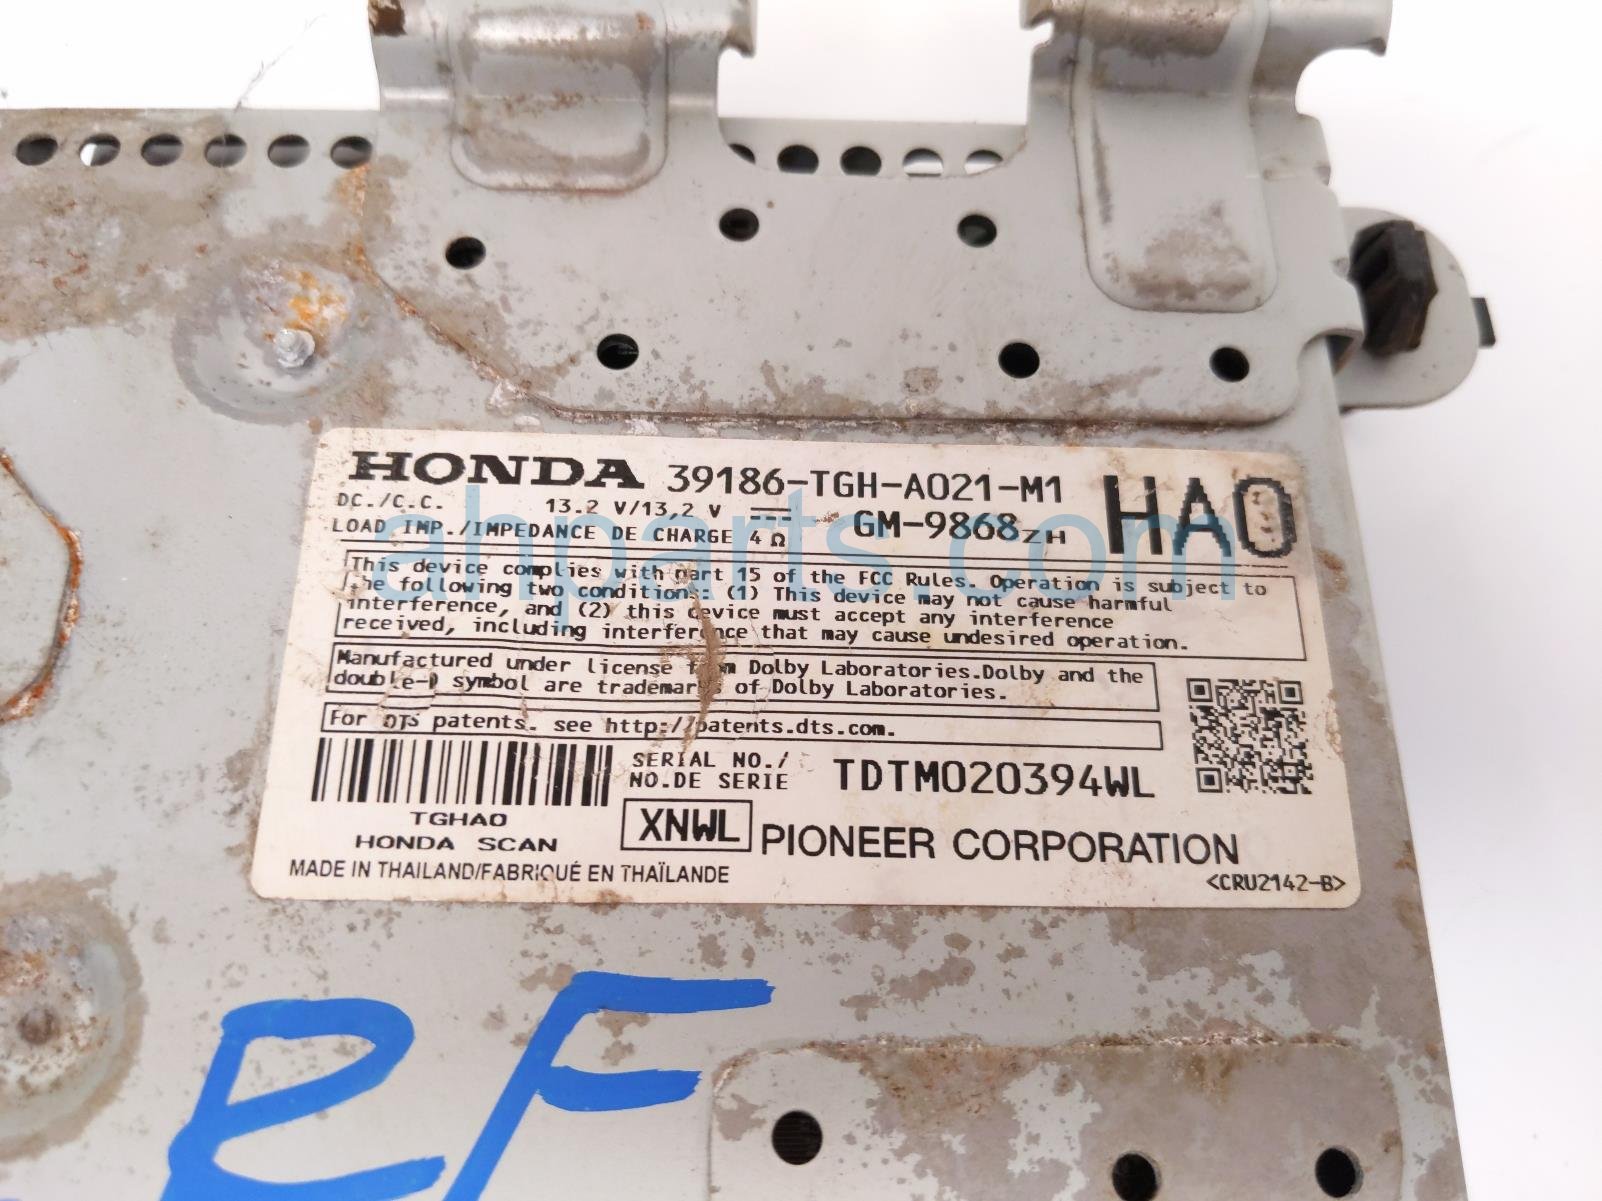 HONDA 39186-TGH-A021-M1 HA0
DC./C.C. 13.2 V/13,2 V GM-9868ZH
LOAD IMP./IMPEDANCE DE CHARGE 4 Ω
This device complies with part 15 of the FCC Rules. Operation is subject to
the following two conditions: (1) This device may not cause harmful
interference, and (2) this device must accept any interference
received, including interference that may cause undesired operation.
Manufactured under license from Dolby Laboratories.Dolby and the
double-D symbol are trademarks of Dolby Laboratories.
For DTS patents. see http://patents.dts.com.
SERIAL NO./
NO.DE SERIE TDTM020394WL
TGHA0
HONDA SCAN
XNWL PIONEER CORPORATION
MADE IN THAILAND/FABRIQUÉ EN THAÏLANDE
<CRU2142-B>
ahparts.com